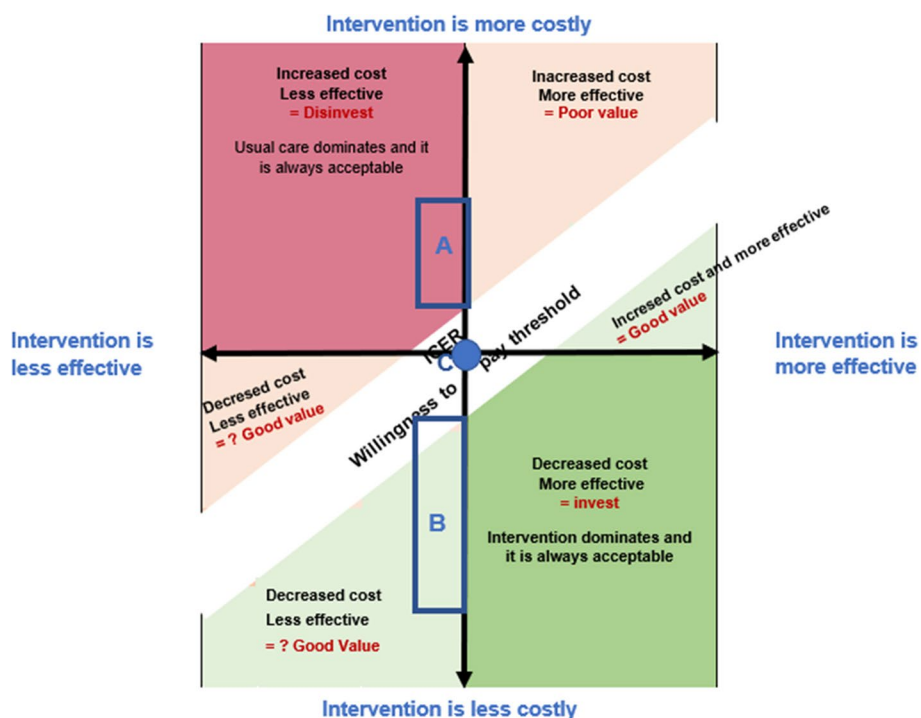 Intervention is more costly
Increased cost
Less effective
= Disinvest
Usual care dominates and it
is always acceptable
Inacreased cost
More effective
= Poor value
A
Incresed cost and more effective
= Good value
ICER
Willingness to pay threshold
C
Intervention is
less effective
Intervention is
more effective
Decresed cost
Less effective
= ? Good value
B
Decreased cost
More effective
= invest
Intervention dominates and
it is always acceptable
Decreased cost
Less effective
= ? Good Value
Intervention is less costly